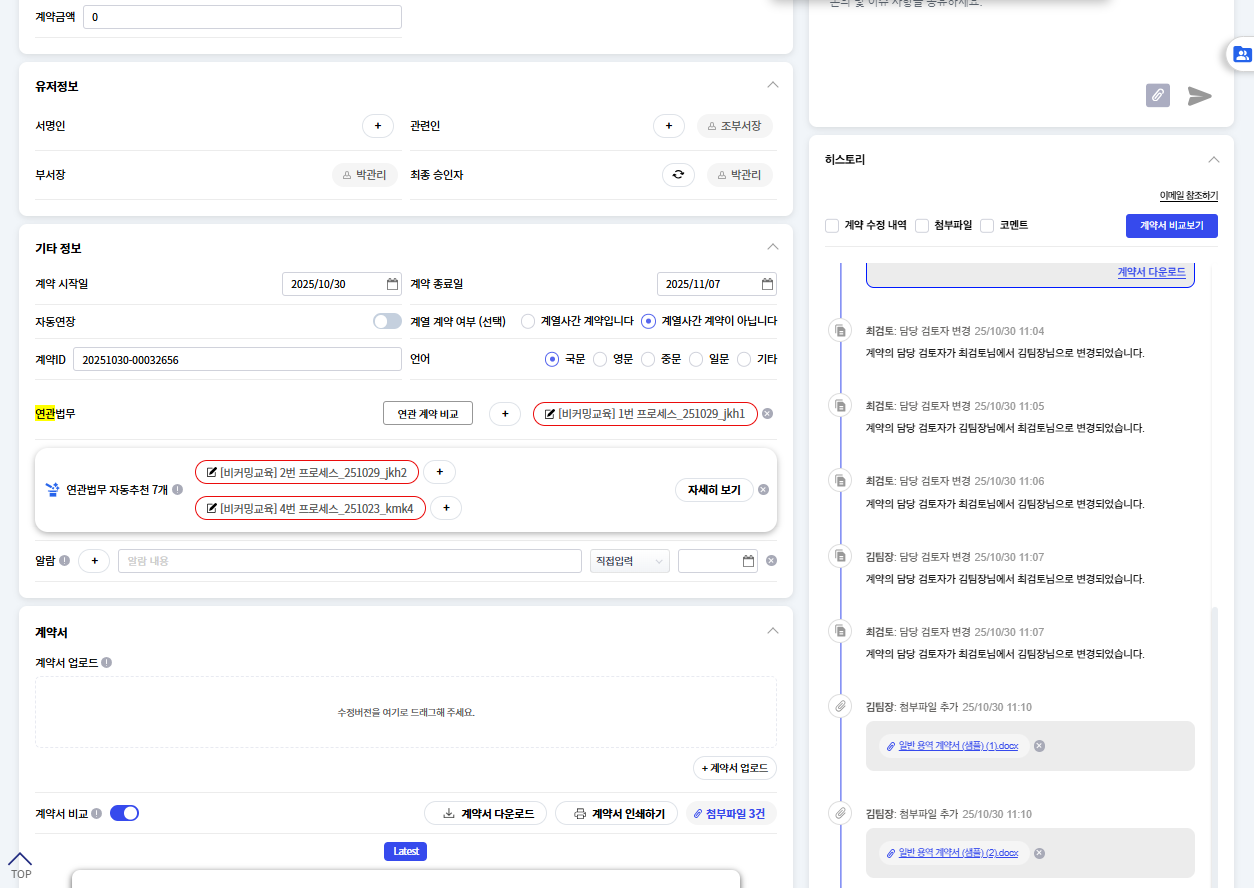 계약금액 0
유저정보
서명인 +
관련인 + 조부서장
부서장 박관리
최종 승인자 박관리
기타 정보
계약 시작일 2025/10/30
계약 종료일 2025/11/07
자동연장
계열 계약 여부 (선택) 계열사간 계약입니다 계열사간 계약이 아닙니다
계약ID 20251030-00032656
언어 국문 영문 중문 일문 기타
연관법무 연관 계약 비교 + [비커밍교육] 1번 프로세스_251029_jkh1
연관법무 자동추천 7개
[비커밍교육] 2번 프로세스_251029_jkh2 +
[비커밍교육] 4번 프로세스_251023_kmk4 +
자세히 보기
알람 + 알람 내용 직접입력
계약서
계약서 업로드
수정버전을 여기로 드래그해 주세요.
+ 계약서 업로드
계약서 비교 계약서 다운로드 계약서 인쇄하기 첨부파일 3건
Latest
TOP
논의 및 이슈 사항을 공유하세요.
히스토리
이메일 참조하기
계약 수정 내역 첨부파일 코멘트 계약서 비교보기
계약서 다운로드
최검토: 담당 검토자 변경 25/10/30 11:04
계약의 담당 검토자가 최검토님에서 김팀장님으로 변경되었습니다.
최검토: 담당 검토자 변경 25/10/30 11:05
계약의 담당 검토자가 김팀장님에서 최검토님으로 변경되었습니다.
최검토: 담당 검토자 변경 25/10/30 11:06
계약의 담당 검토자가 최검토님에서 김팀장님으로 변경되었습니다.
김팀장: 담당 검토자 변경 25/10/30 11:07
계약의 담당 검토자가 김팀장님에서 최검토님으로 변경되었습니다.
최검토: 담당 검토자 변경 25/10/30 11:07
계약의 담당 검토자가 최검토님에서 김팀장님으로 변경되었습니다.
김팀장: 첨부파일 추가 25/10/30 11:10
일반 용역 계약서 (샘플) (1).docx
김팀장: 첨부파일 추가 25/10/30 11:10
일반 용역 계약서 (샘플) (2).docx